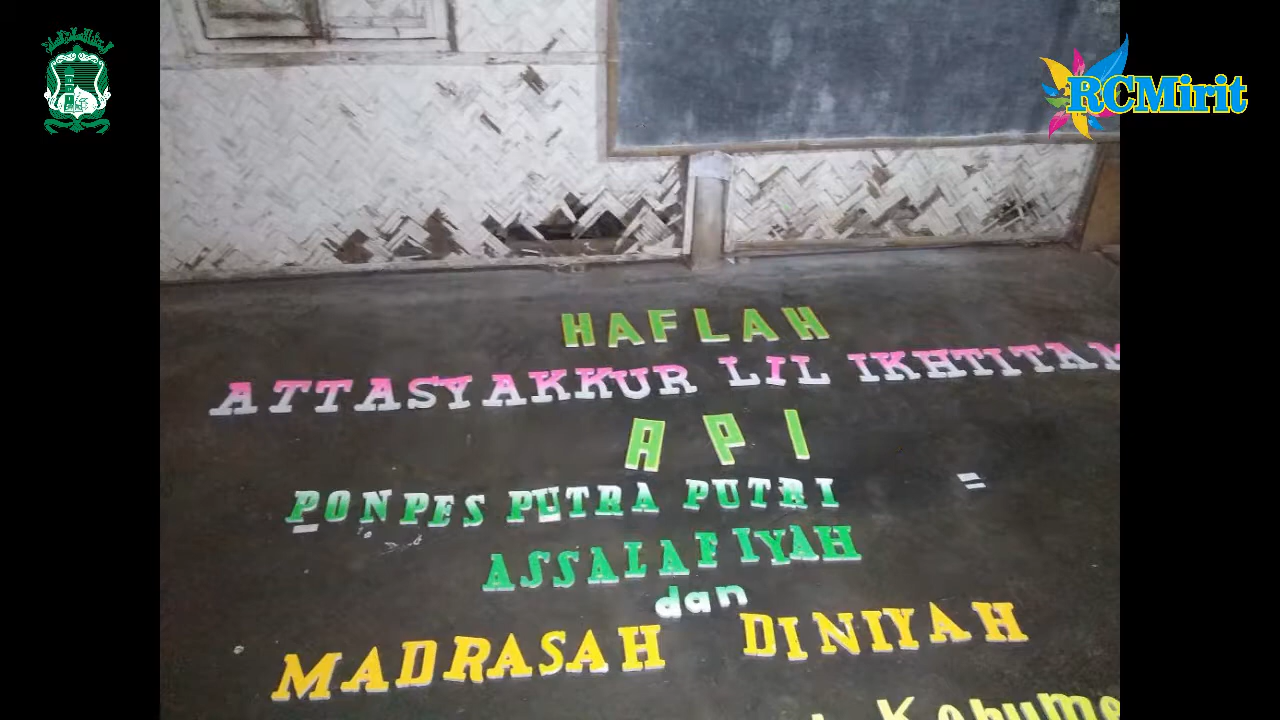 RCMirit
HAFLAH
ATTASYAKKUR LIL IKHTITAM
API
PONPES PUTRA PUTRI
ASSALAFIYAH
dan
MADRASAH DINIYAH